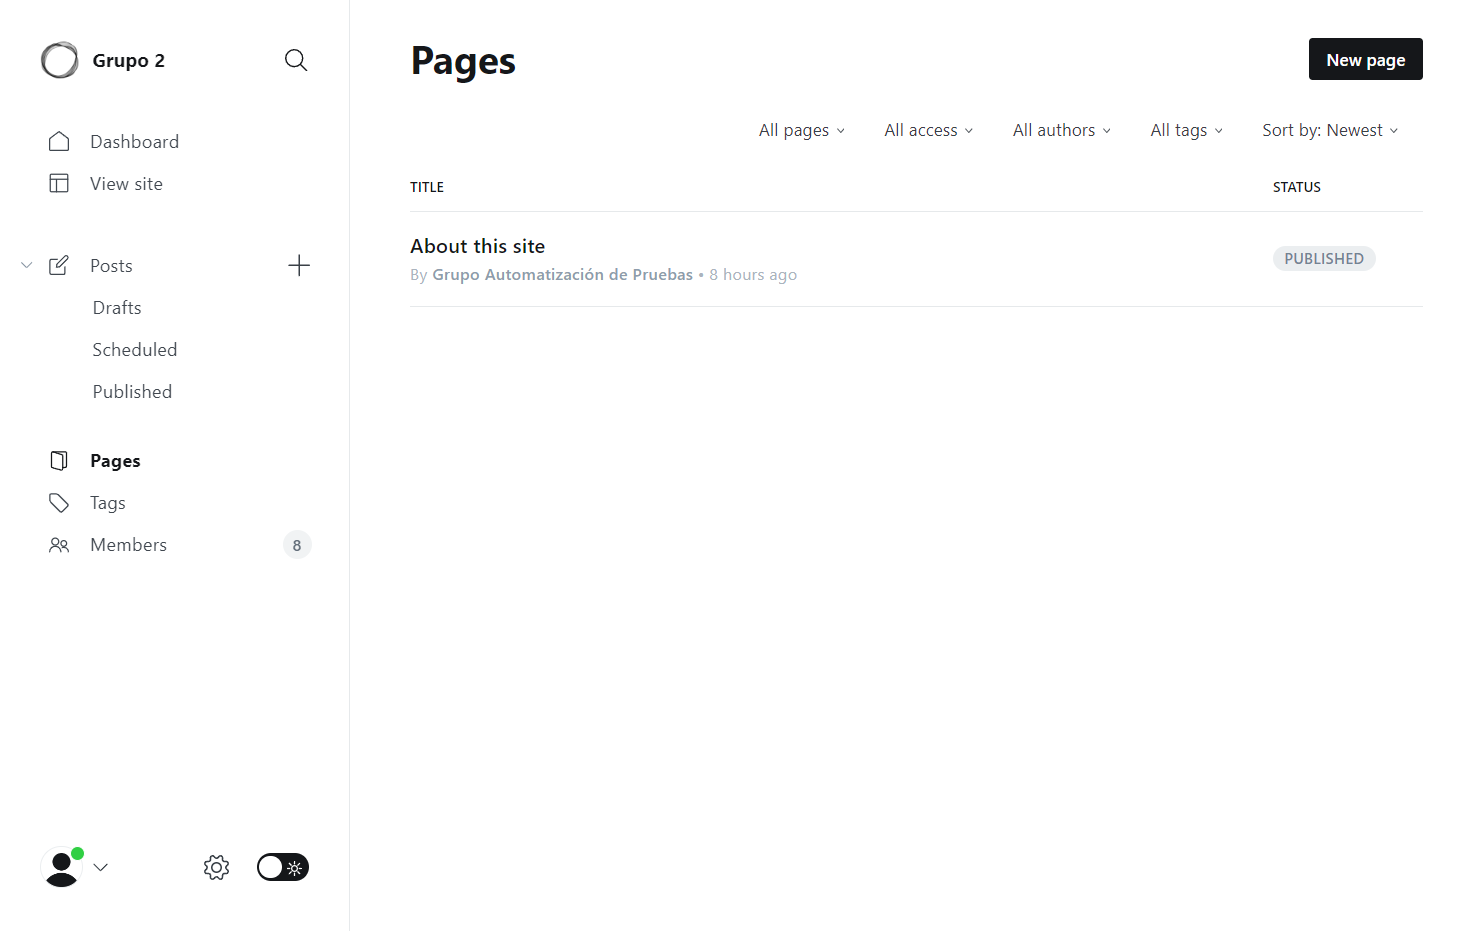 Grupo 2
Dashboard
View site
Posts
Drafts
Scheduled
Published
Pages
Tags
Members 8
Pages
New page
All pages All access All authors All tags Sort by: Newest
TITLE STATUS
About this site
By Grupo Automatización de Pruebas • 8 hours ago
PUBLISHED